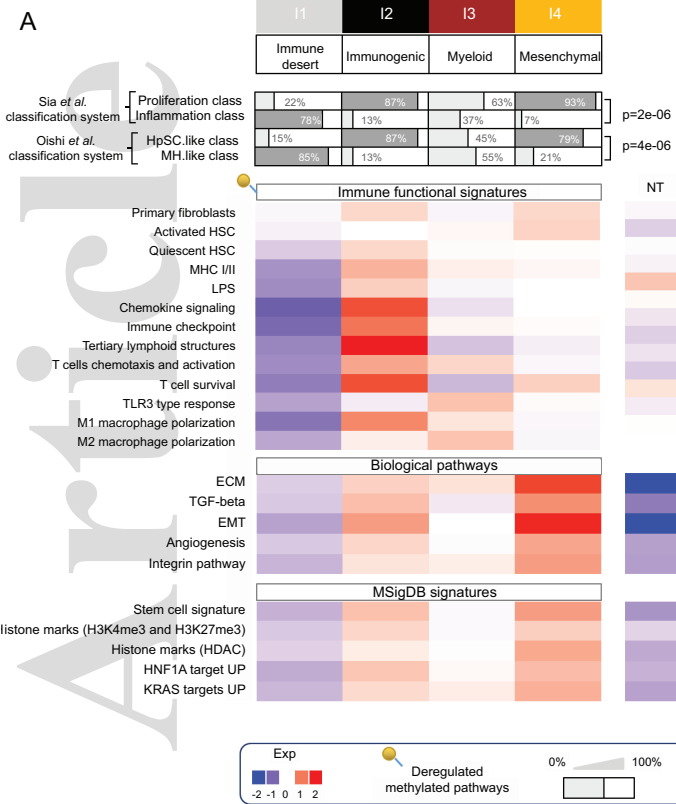 A
Article
I1 I2 I3 I4
Immune desert Immunogenic Myeloid Mesenchymal
Sia et al. classification system
Proliferation class 22% 87% 63% 93%
Inflammation class 78% 13% 37% 7%
p=2e-06
Oishi et al. classification system
HpSC.like class 15% 87% 45% 79%
MH.like class 85% 13% 55% 21%
p=4e-06
Immune functional signatures NT
Primary fibroblasts
Activated HSC
Quiescent HSC
MHC I/II
LPS
Chemokine signaling
Immune checkpoint
Tertiary lymphoid structures
T cells chemotaxis and activation
T cell survival
TLR3 type response
M1 macrophage polarization
M2 macrophage polarization
Biological pathways
ECM
TGF-beta
EMT
Angiogenesis
Integrin pathway
MSigDB signatures
Stem cell signature
Histone marks (H3K4me3 and H3K27me3)
Histone marks (HDAC)
HNF1A target UP
KRAS targets UP
Exp
-2 -1 0 1 2
Deregulated
methylated pathways
0% 100%